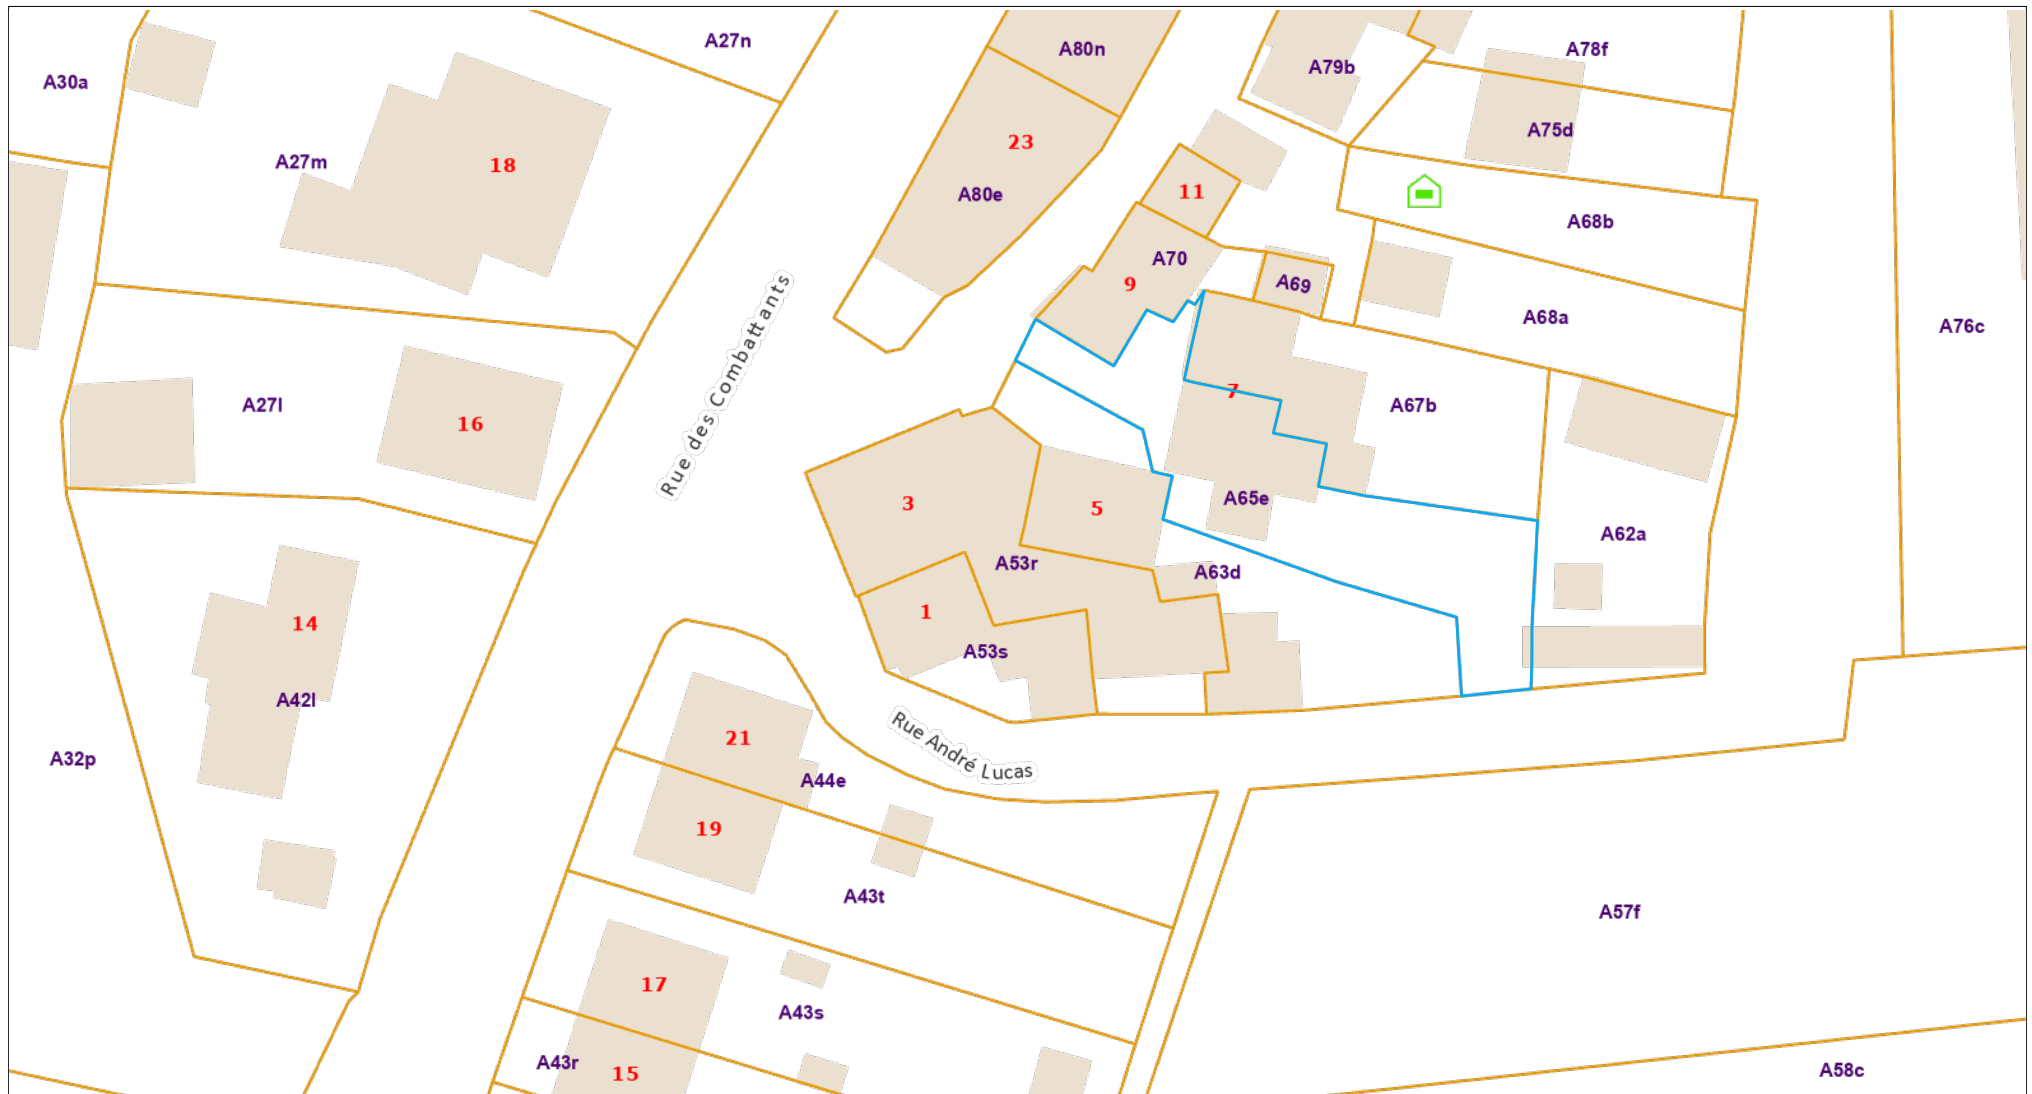 A27n
A80n
A78f
A30a
A79b
A75d
23
A27m
18
A80e
11
A68b
A70
9
A69
A68a
A76c
Rue des Combattants
A27l
16
7
A67b
3
5
A65e
A62a
A53r
A63d
1
14
A53s
A42l
21
Rue André Lucas
A32p
A44e
19
A43t
A57f
17
A43s
A43r
15
A58c